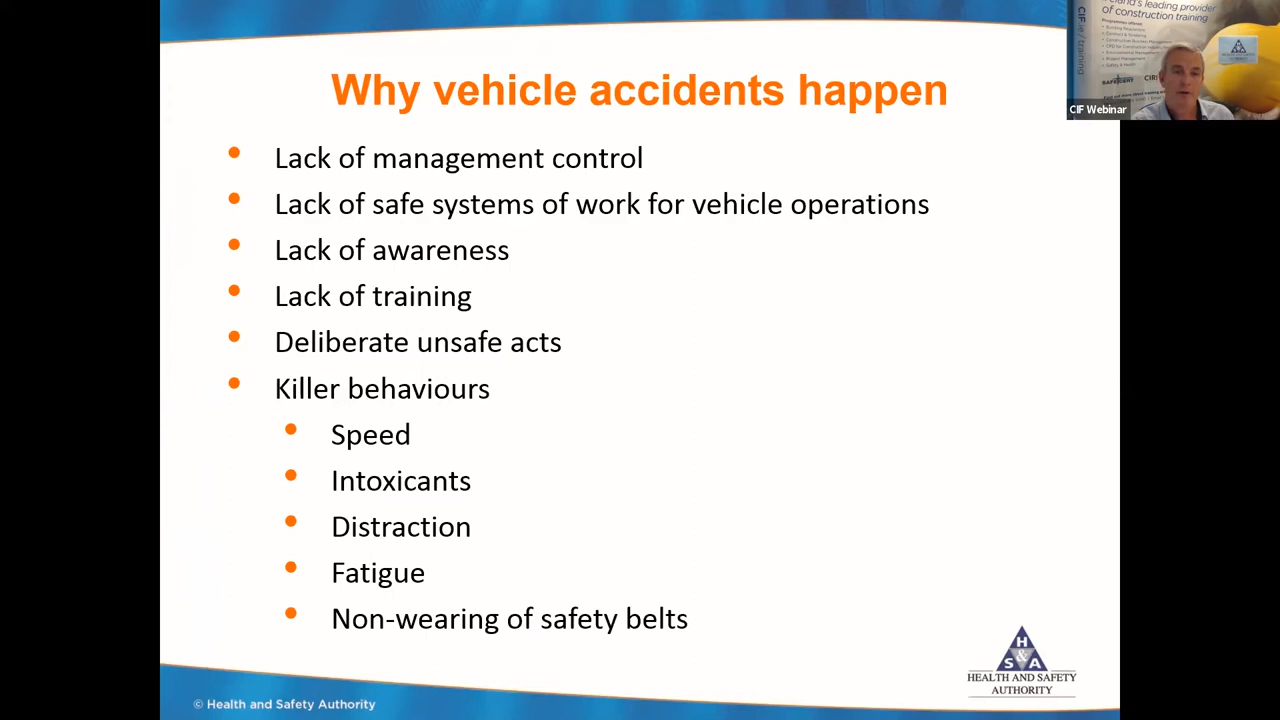 Why vehicle accidents happen
• Lack of management control
• Lack of safe systems of work for vehicle operations
• Lack of awareness
• Lack of training
• Deliberate unsafe acts
• Killer behaviours
• Speed
• Intoxicants
• Distraction
• Fatigue
• Non-wearing of safety belts
H
S & A
HEALTH AND SAFETY
AUTHORITY
© Health and Safety Authority
leading provider
of construction training
CIF Webinar